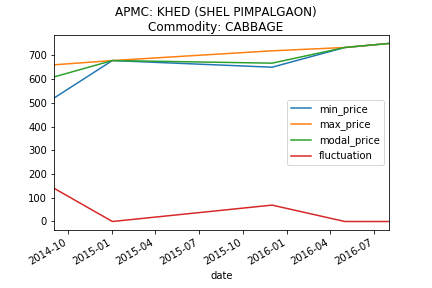 APMC: KHED (SHEL PIMPALGAON)
Commodity: CABBAGE
700
600
500
400
300
200
100
0
min_price
max_price
modal_price
fluctuation
2014-10
2015-01
2015-04
2015-07
2015-10
2016-01
2016-04
2016-07
date